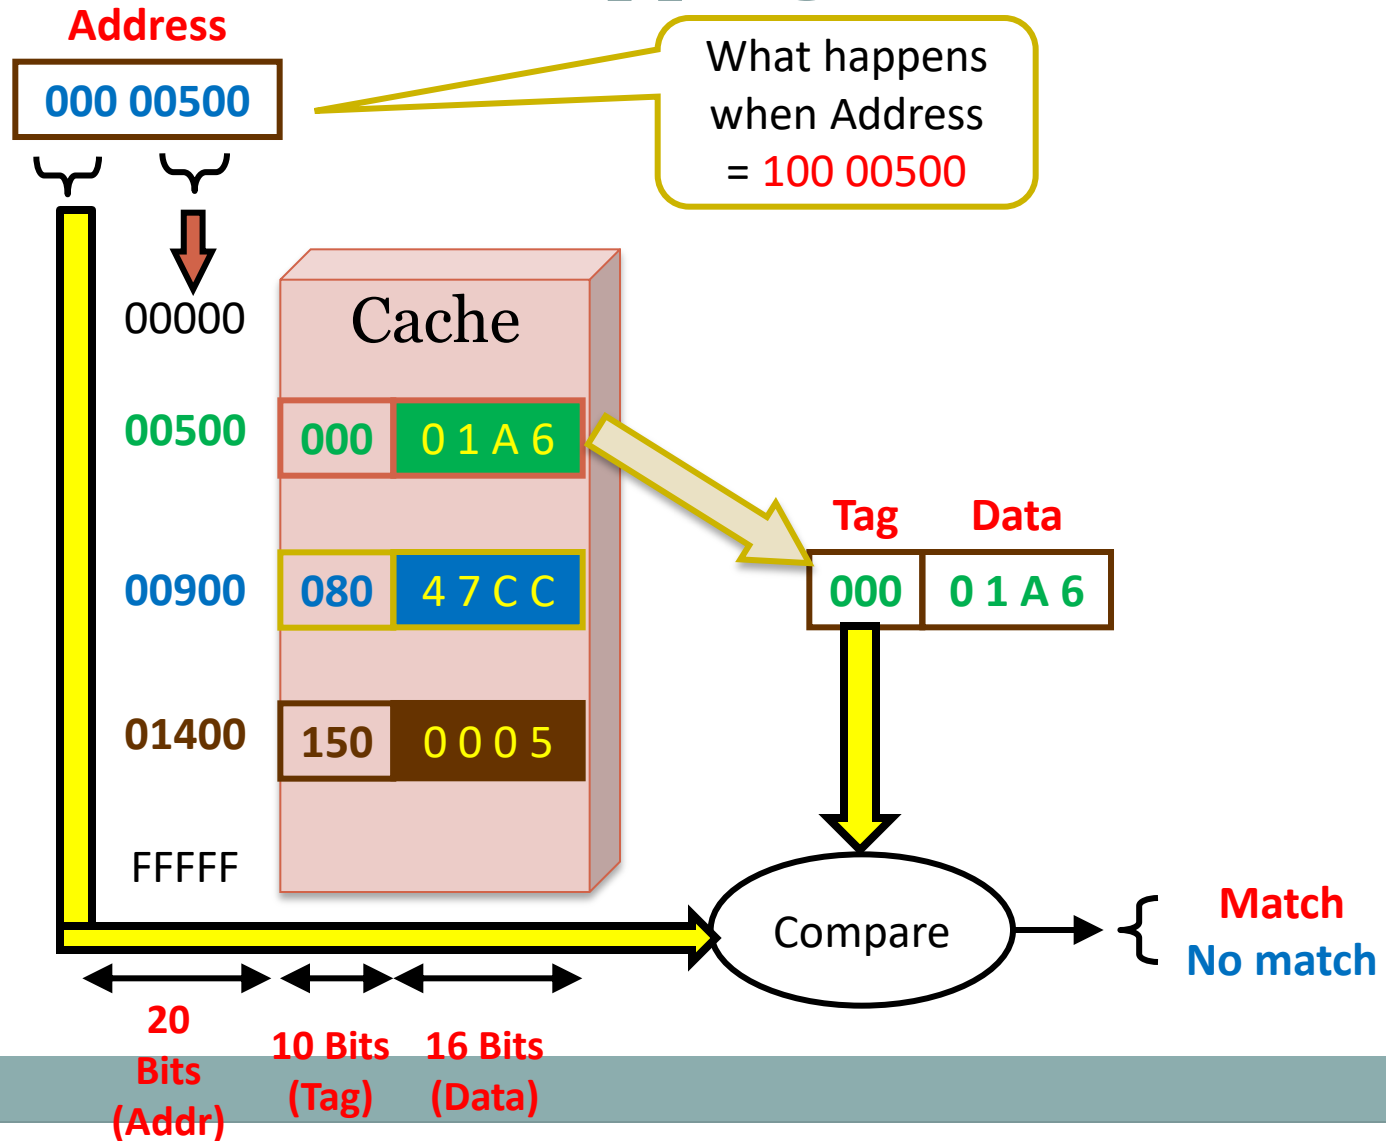 Address
000 00500
What happens
when Address
= 100 00500
00000
Cache
00500
000
0 1 A 6
Tag
Data
00900
080
4 7 C C
000
0 1 A 6
01400
150
0 0 0 5
FFFFF
Compare
Match
No match
20
Bits
(Addr)
10 Bits
(Tag)
16 Bits
(Data)